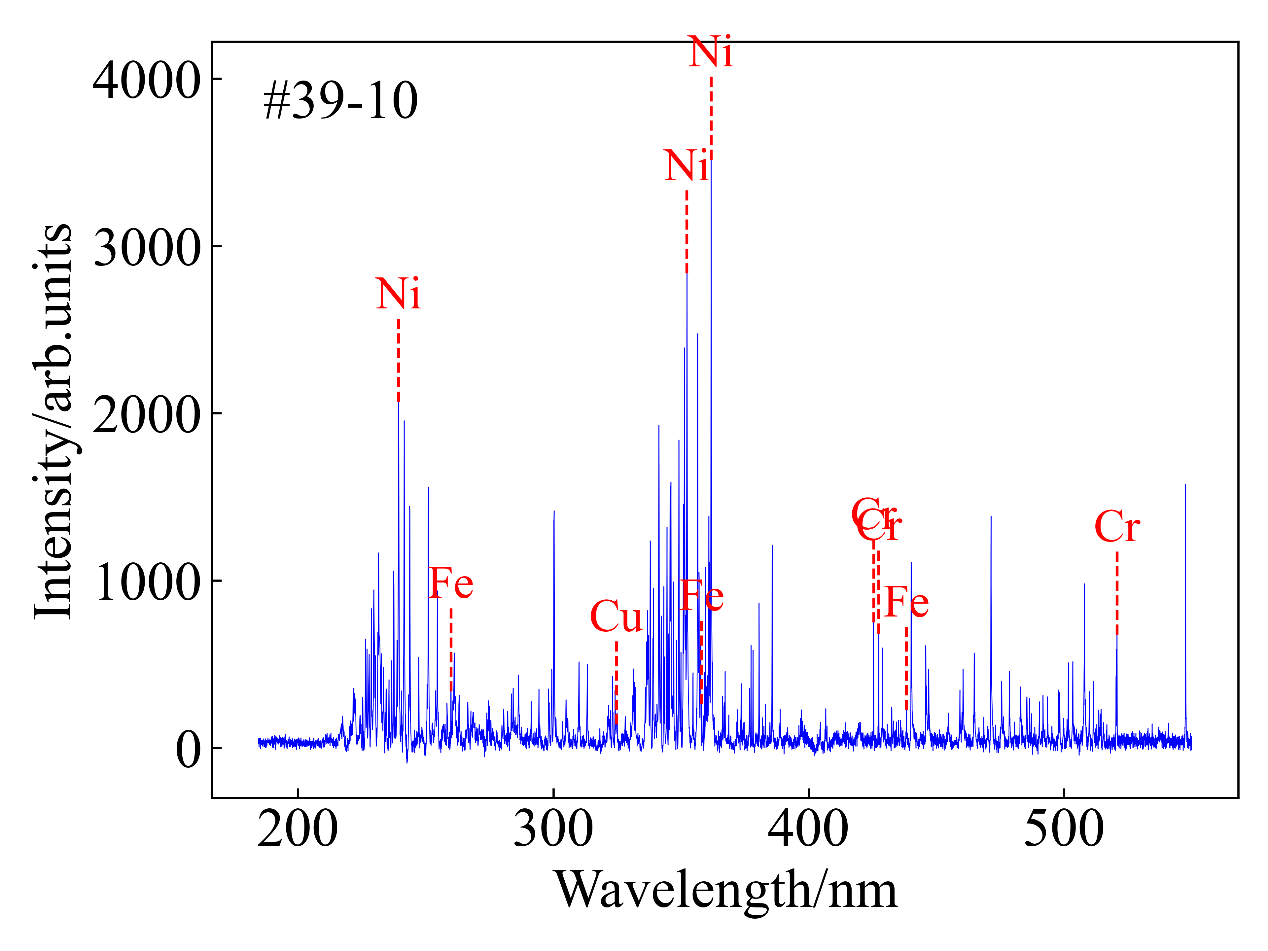 Ni
4000
#39-10
Ni
3000
Ni
2000
Cr
Cr
Cr
1000
Fe
Fe
Fe
Cu
0
200
300
400
500
Intensity/arb.units
Wavelength/nm